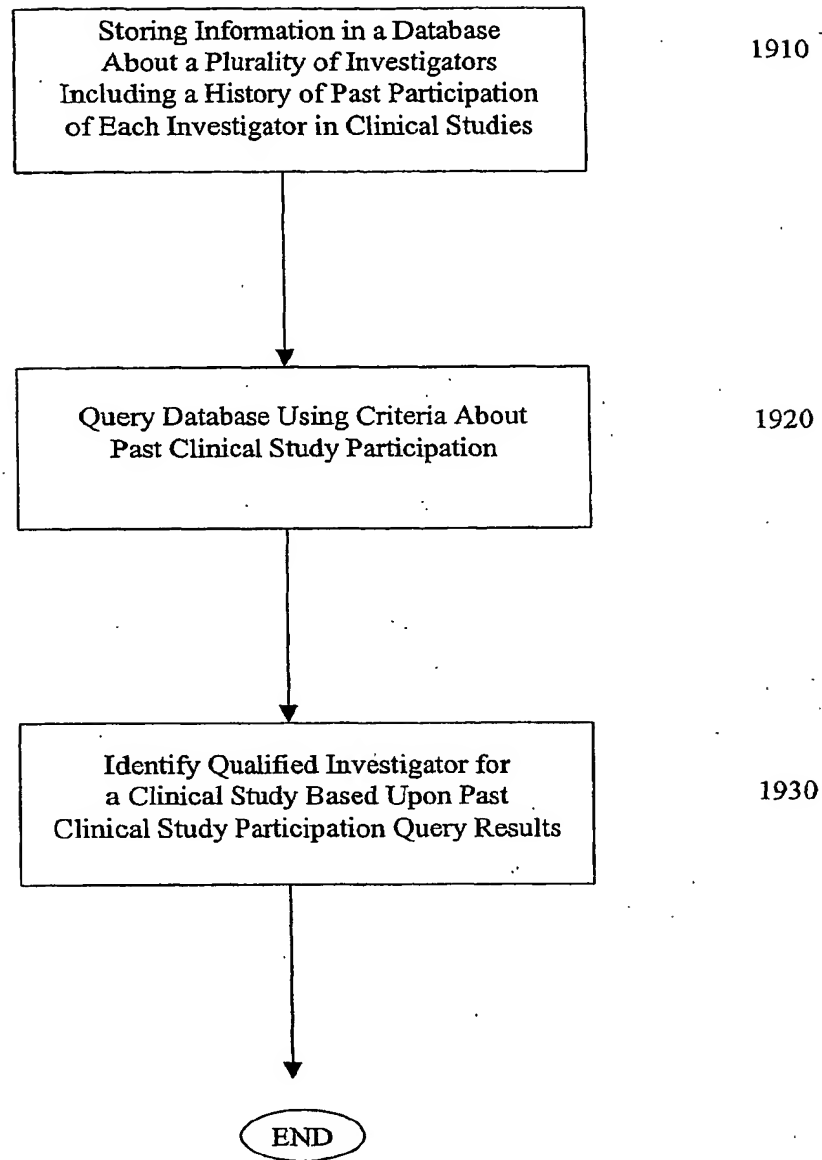 Storing Information in a Database
About a Plurality of Investigators
Including a History of Past Participation
of Each Investigator in Clinical Studies
1910
Query Database Using Criteria About
Past Clinical Study Participation
1920
Identify Qualified Investigator for
a Clinical Study Based Upon Past
Clinical Study Participation Query Results
1930
END